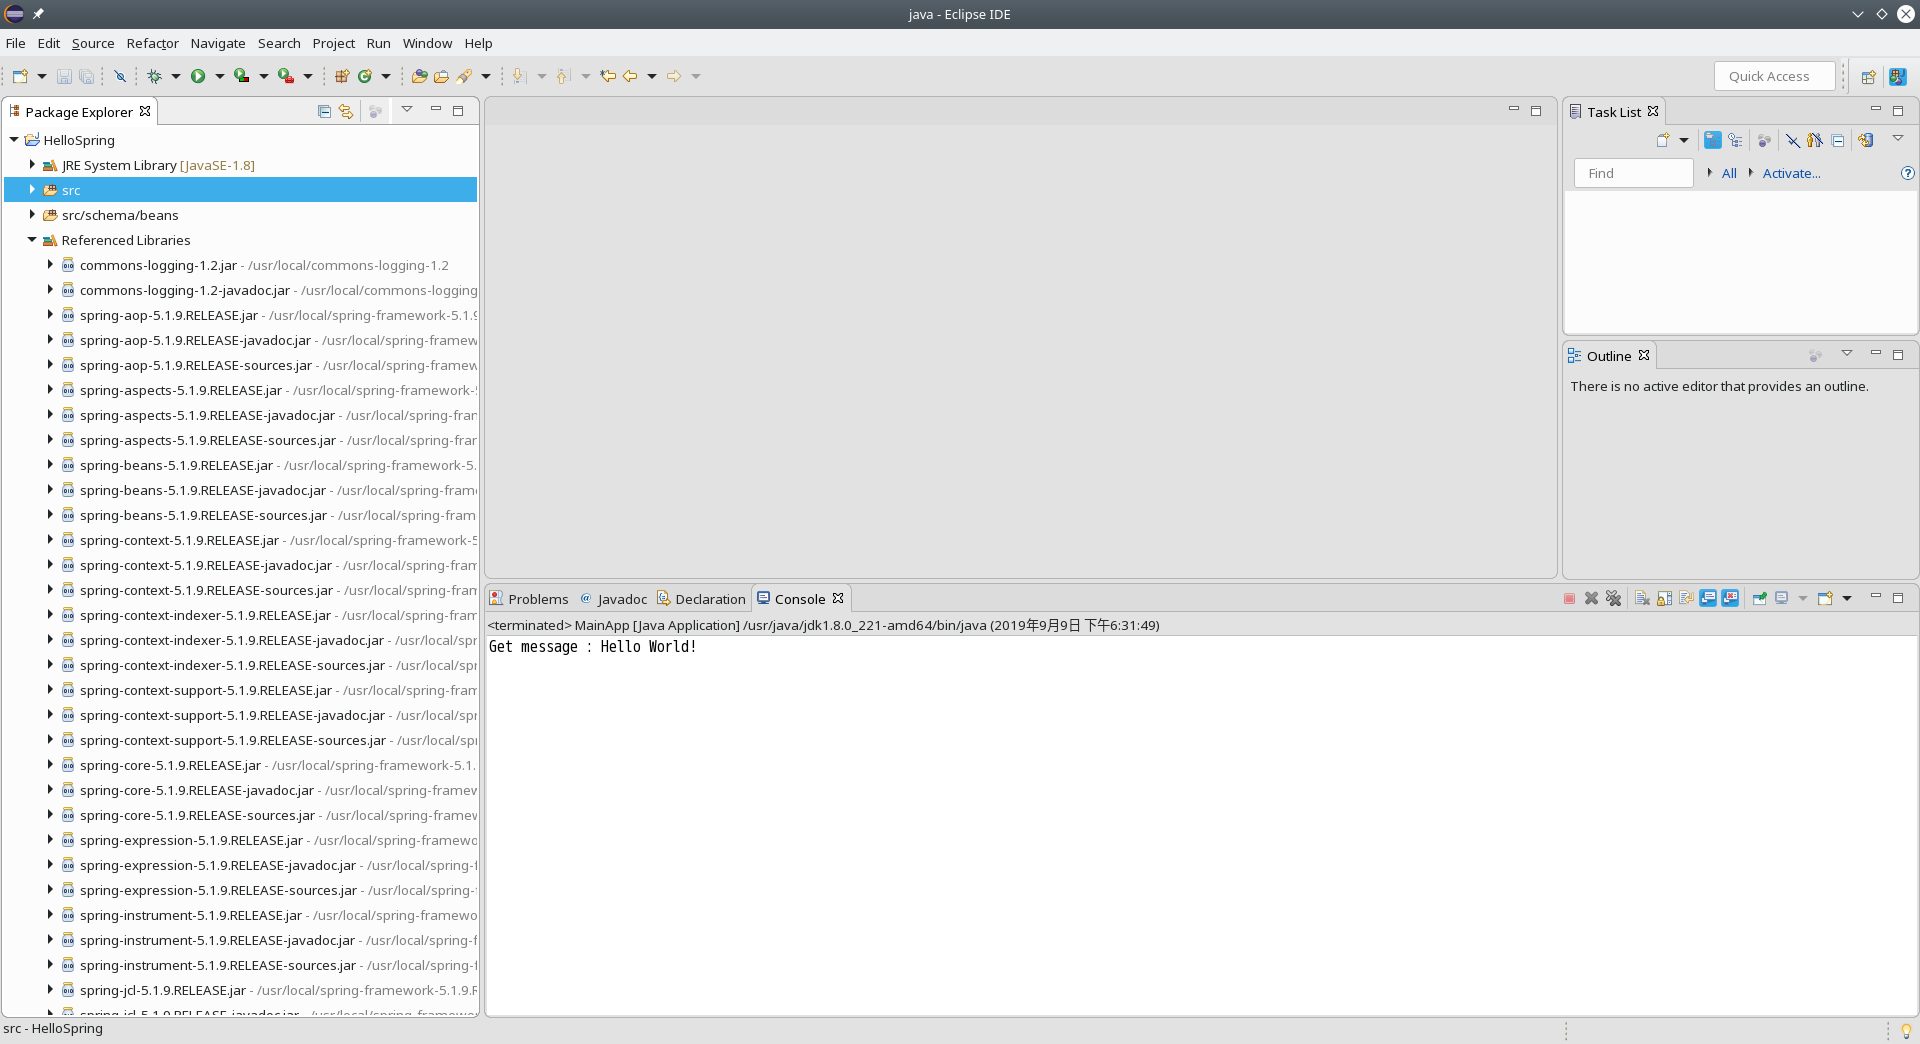 java - Eclipse IDE
File Edit Source Refactor Navigate Search Project Run Window Help
Quick Access
Package Explorer
HelloSpring
JRE System Library [JavaSE-1.8]
src
src/schema/beans
Referenced Libraries
commons-logging-1.2.jar - /usr/local/commons-logging-1.2
commons-logging-1.2-javadoc.jar - /usr/local/commons-logging
spring-aop-5.1.9.RELEASE.jar - /usr/local/spring-framework-5.1.9
spring-aop-5.1.9.RELEASE-javadoc.jar - /usr/local/spring-framew
spring-aop-5.1.9.RELEASE-sources.jar - /usr/local/spring-framew
spring-aspects-5.1.9.RELEASE.jar - /usr/local/spring-framework-
spring-aspects-5.1.9.RELEASE-javadoc.jar - /usr/local/spring-fran
spring-aspects-5.1.9.RELEASE-sources.jar - /usr/local/spring-frar
spring-beans-5.1.9.RELEASE.jar - /usr/local/spring-framework-5.
spring-beans-5.1.9.RELEASE-javadoc.jar - /usr/local/spring-fram
spring-beans-5.1.9.RELEASE-sources.jar - /usr/local/spring-fram
spring-context-5.1.9.RELEASE.jar - /usr/local/spring-framework-5
spring-context-5.1.9.RELEASE-javadoc.jar - /usr/local/spring-fram
spring-context-5.1.9.RELEASE-sources.jar - /usr/local/spring-fram
spring-context-indexer-5.1.9.RELEASE.jar - /usr/local/spring-fram
spring-context-indexer-5.1.9.RELEASE-javadoc.jar - /usr/local/spr
spring-context-indexer-5.1.9.RELEASE-sources.jar - /usr/local/spr
spring-context-support-5.1.9.RELEASE.jar - /usr/local/spring-fram
spring-context-support-5.1.9.RELEASE-javadoc.jar - /usr/local/spr
spring-context-support-5.1.9.RELEASE-sources.jar - /usr/local/spr
spring-core-5.1.9.RELEASE.jar - /usr/local/spring-framework-5.1.
spring-core-5.1.9.RELEASE-javadoc.jar - /usr/local/spring-framew
spring-core-5.1.9.RELEASE-sources.jar - /usr/local/spring-framew
spring-expression-5.1.9.RELEASE.jar - /usr/local/spring-framewo
spring-expression-5.1.9.RELEASE-javadoc.jar - /usr/local/spring-f
spring-expression-5.1.9.RELEASE-sources.jar - /usr/local/spring-
spring-instrument-5.1.9.RELEASE.jar - /usr/local/spring-framewo
spring-instrument-5.1.9.RELEASE-javadoc.jar - /usr/local/spring-f
spring-instrument-5.1.9.RELEASE-sources.jar - /usr/local/spring-f
spring-jcl-5.1.9.RELEASE.jar - /usr/local/spring-framework-5.1.9.R
spring-jcl-5.1.9.RELEASE-javadoc.jar - /usr/local/spring-framewo
Task List
Find All Activate...
Outline
There is no active editor that provides an outline.
Problems @ Javadoc Declaration Console
<terminated> MainApp [Java Application] /usr/java/jdk1.8.0_221-amd64/bin/java (2019年9月9日 下午6:31:49)
Get message : Hello World!
src - HelloSpring